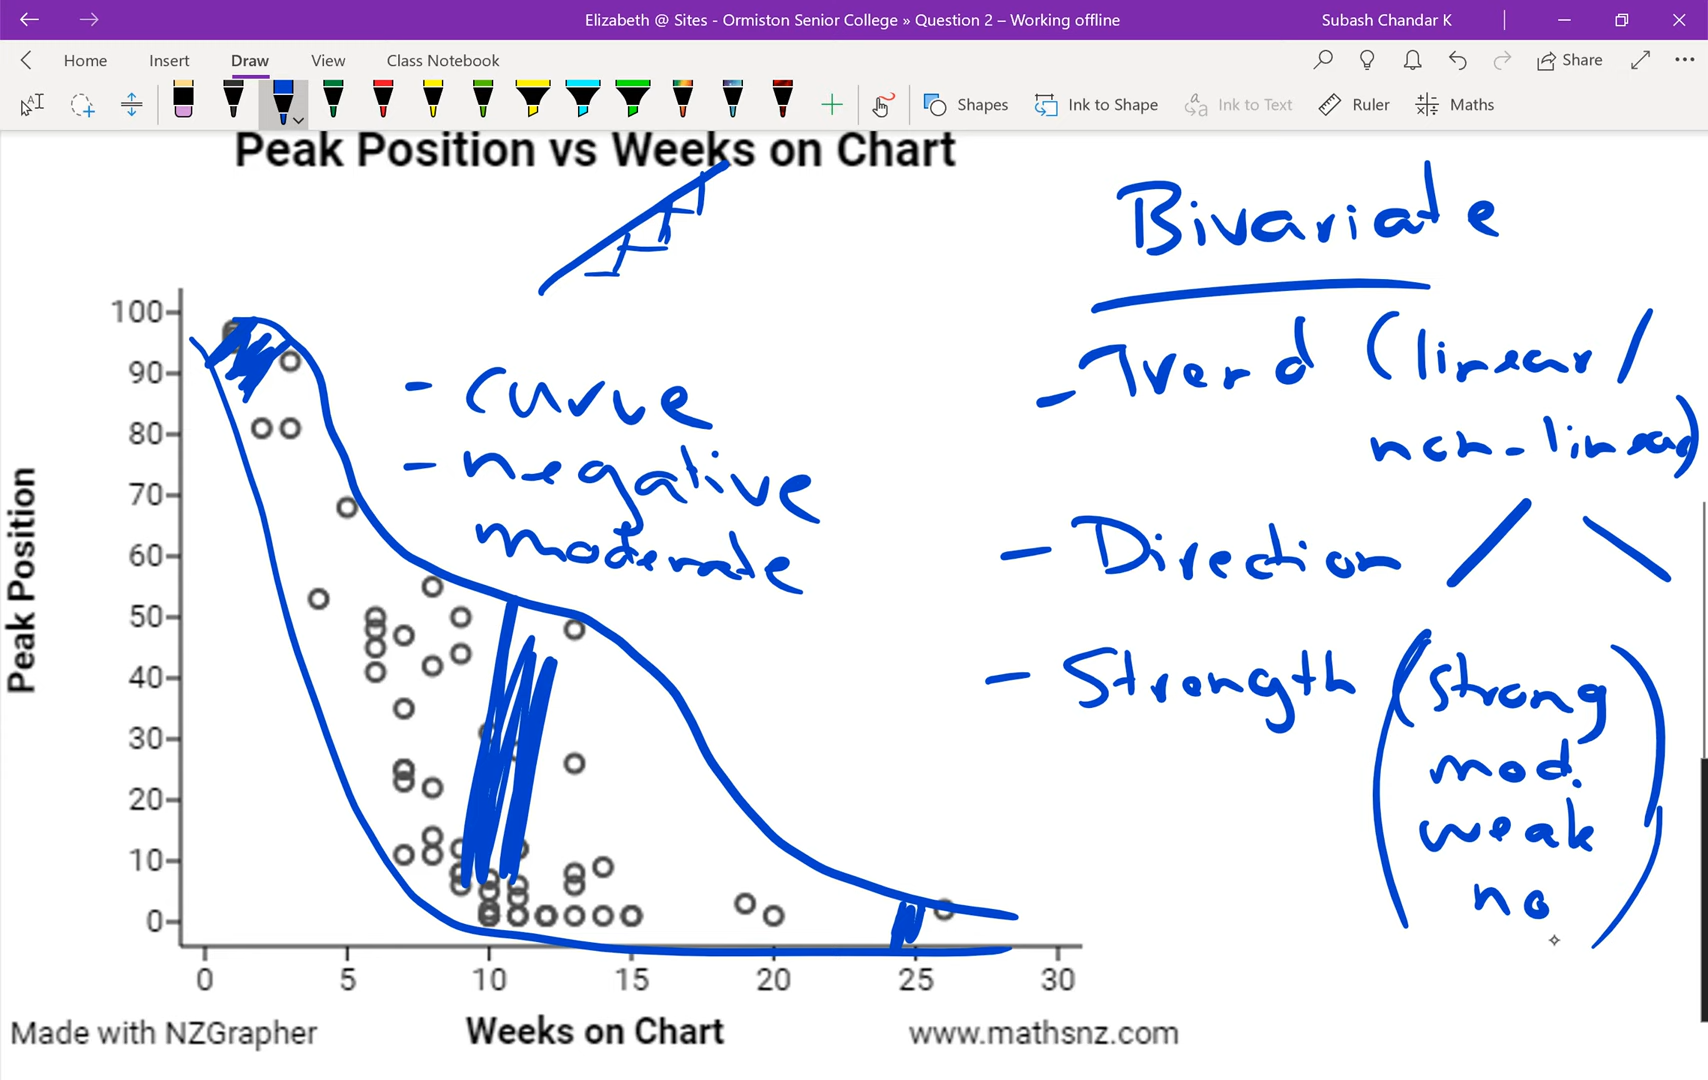 Elizabeth @ Sites - Ormiston Senior College » Question 2 – Working offline
Subash Chandar K
Home Insert Draw View Class Notebook
Share
Shapes Ink to Shape Ink to Text Ruler Maths
Peak Position vs Weeks on Chart
Bivariate
- Trend (linear/
non-linear)
- Direction
- Strength (strong
mod.
weak
no)
- curve
- negative
moderate
Peak Position
100
90
80
70
60
50
40
30
20
10
0
0 5 10 15 20 25 30
Made with NZGrapher
Weeks on Chart
www.mathsnz.com